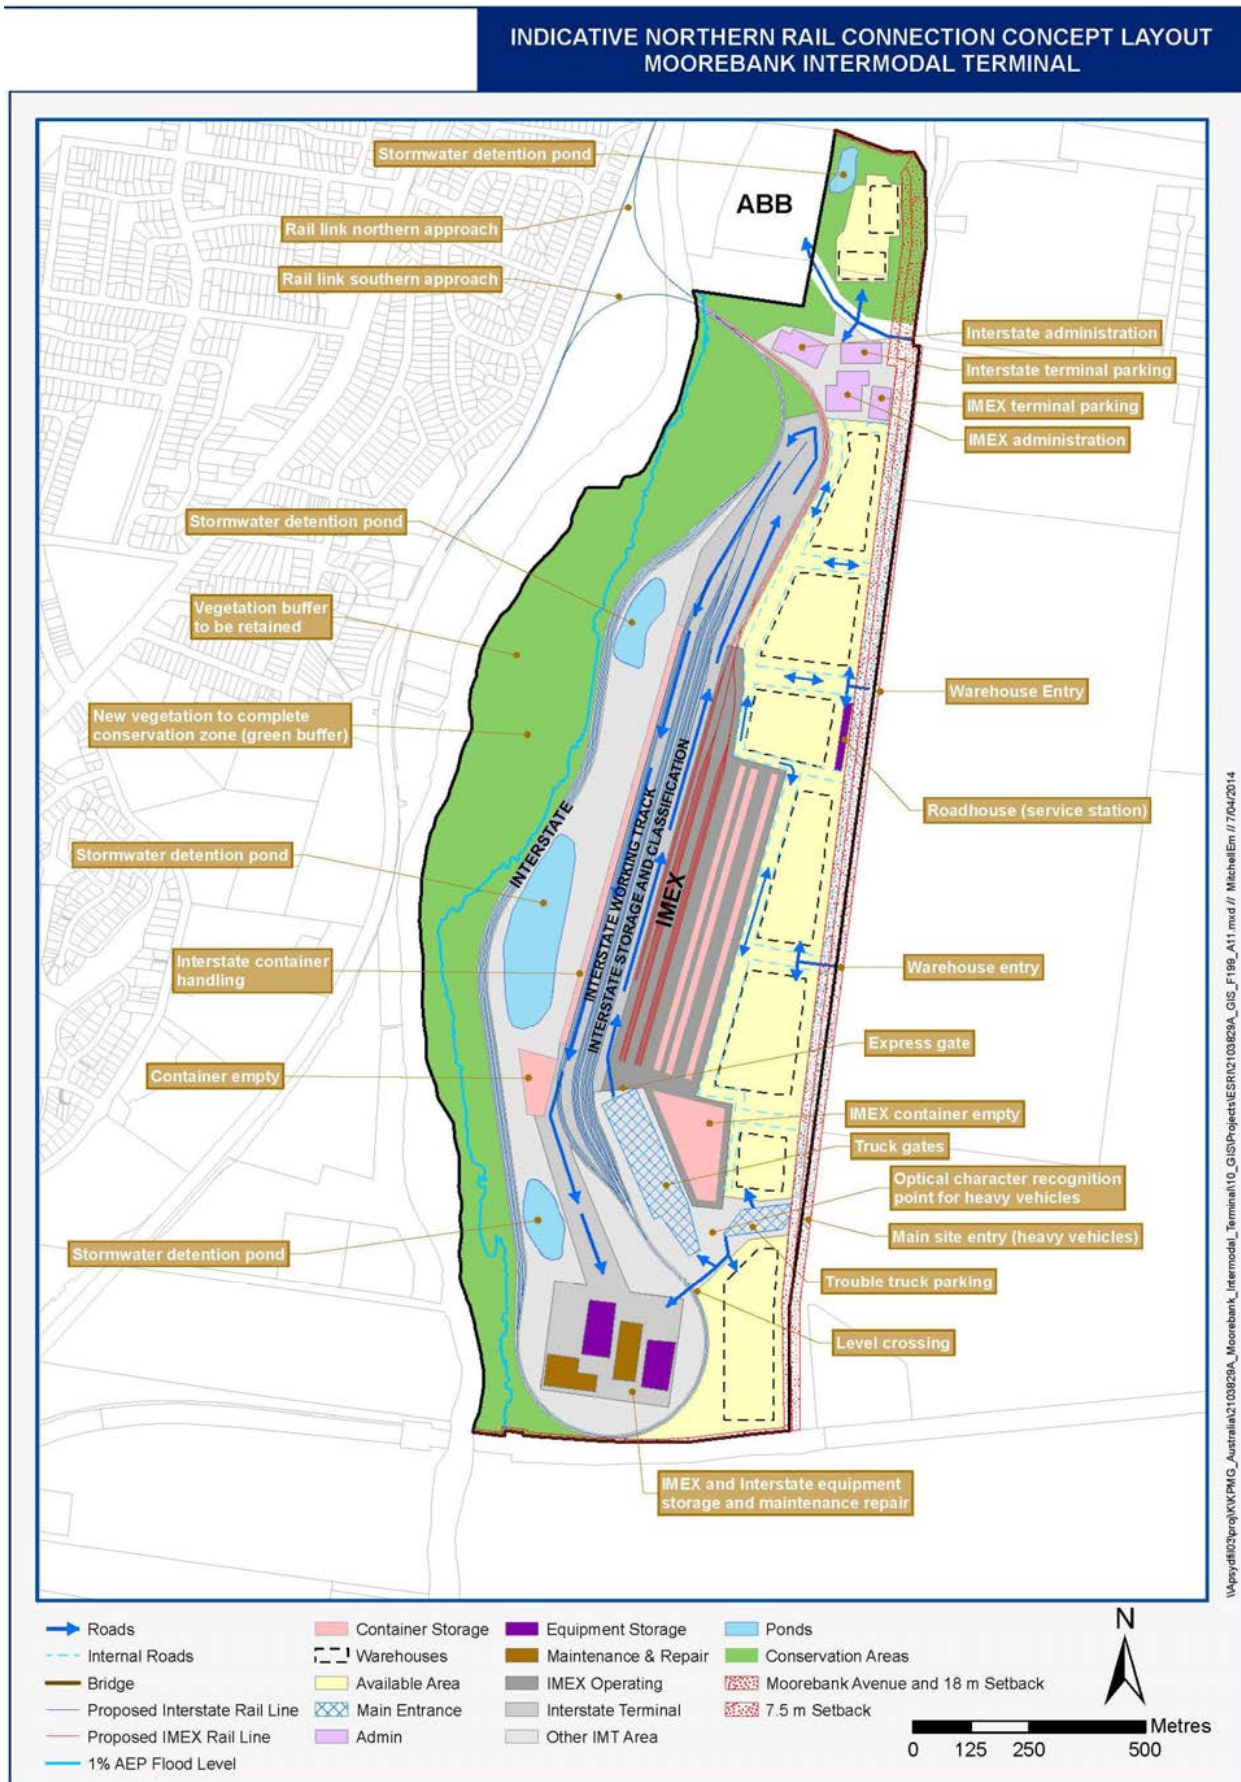 INDICATIVE NORTHERN RAIL CONNECTION CONCEPT LAYOUT
MOOREBANK INTERMODAL TERMINAL
Stormwater detention pond
ABB
Rail link northern approach
Rail link southern approach
Interstate administration
Interstate terminal parking
IMEX terminal parking
IMEX administration
Stormwater detention pond
Vegetation buffer
to be retained
Warehouse Entry
New vegetation to complete
conservation zone (green buffer)
Roadhouse (service station)
Stormwater detention pond
INTERSTATE
INTERSTATE WORKING TRACK
INTERSTATE STORAGE AND CLASSIFICATION
IMEX
Interstate container
handling
Warehouse entry
Express gate
Container empty
IMEX container empty
Truck gates
Optical character recognition
point for heavy vehicles
Main site entry (heavy vehicles)
Stormwater detention pond
Trouble truck parking
Level crossing
IMEX and Interstate equipment
storage and maintenance repair
Roads
Internal Roads
Bridge
Proposed Interstate Rail Line
Proposed IMEX Rail Line
1% AEP Flood Level
Container Storage
Warehouses
Available Area
Main Entrance
Admin
Equipment Storage
Maintenance & Repair
IMEX Operating
Interstate Terminal
Other IMT Area
Ponds
Conservation Areas
Moorebank Avenue and 18 m Setback
7.5 m Setback
N
Metres
0 125 250 500